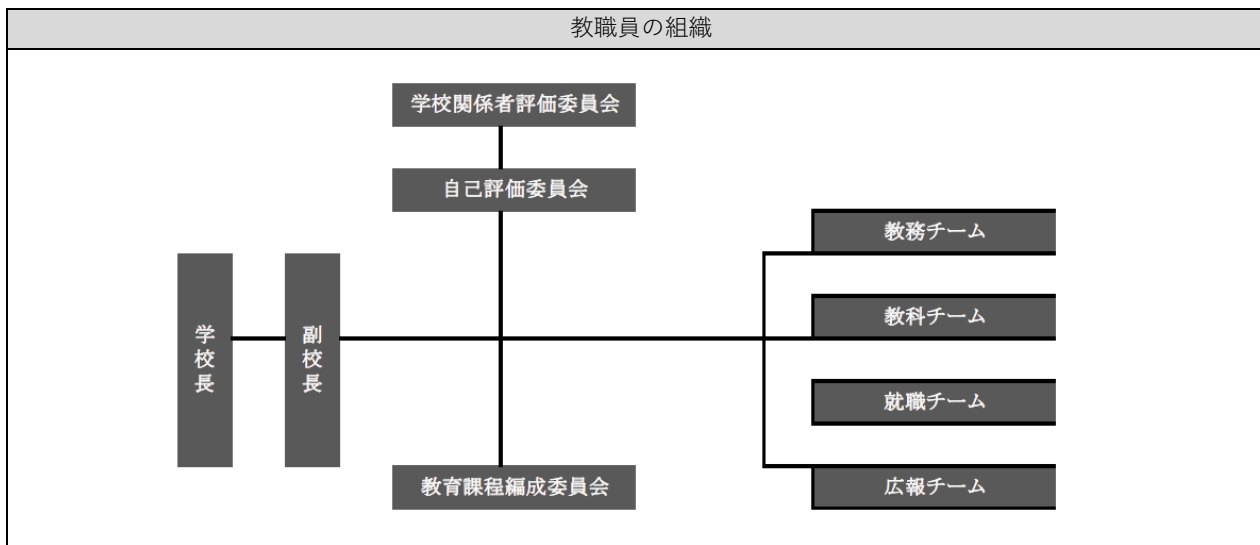 教職員の組織
学校関係者評価委員会
自己評価委員会
学校長
副校長
教育課程編成委員会
教務チーム
教科チーム
就職チーム
広報チーム